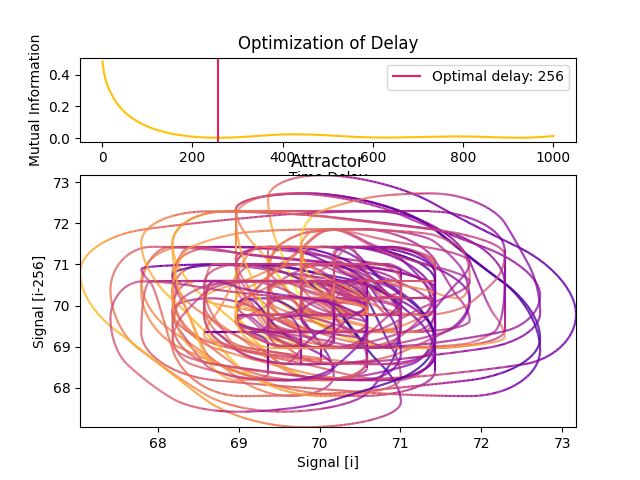 Optimization of Delay
Mutual Information
0.4
0.2
0.0
Optimal delay: 256
0 200 400 600 800 1000
Time Delay
Attractor
Signal [i-256]
73
72
71
70
69
68
68 69 70 71 72 73
Signal [i]